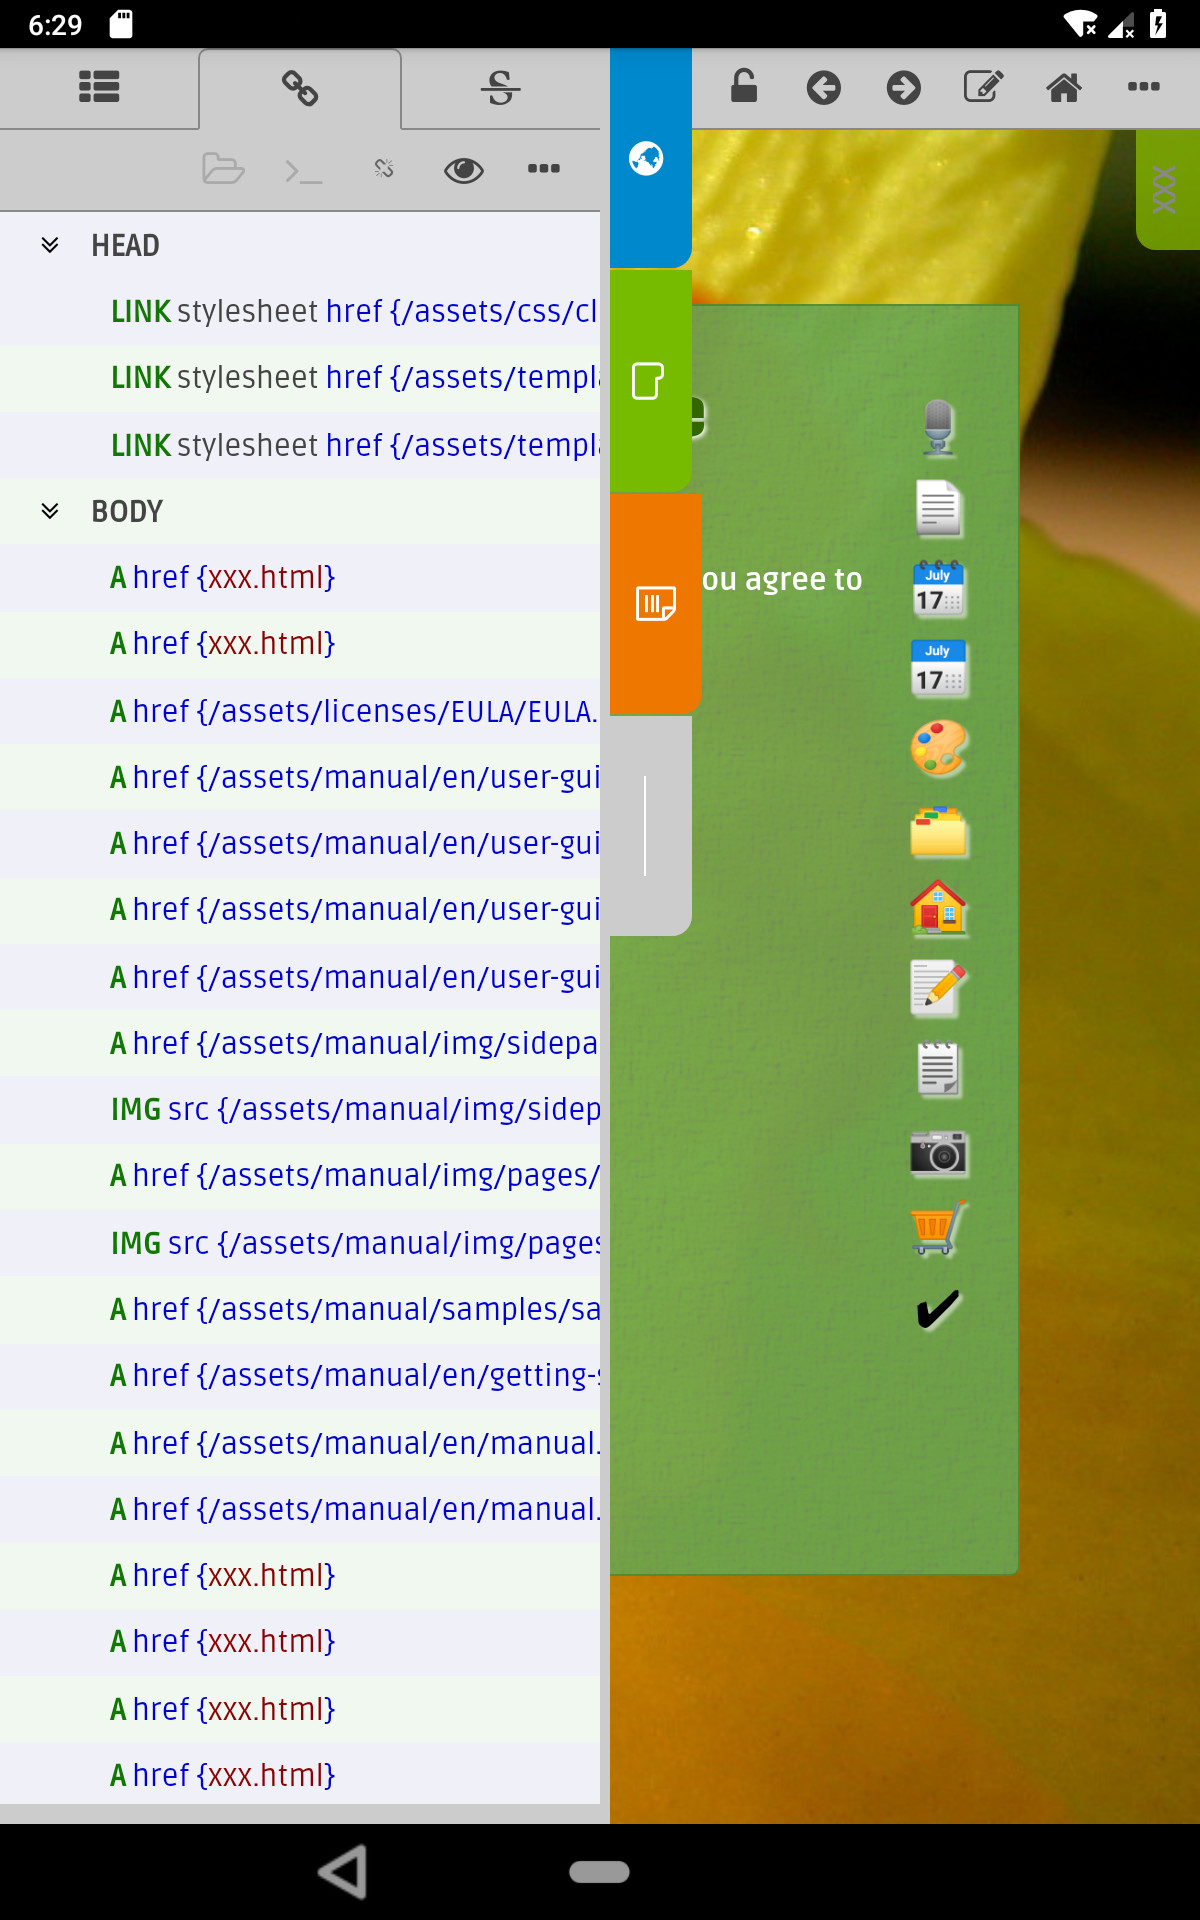 6:29
HEAD
LINK stylesheet href {/assets/css/cl
LINK stylesheet href {/assets/templa
LINK stylesheet href {/assets/templa
BODY
A href {xxx.html}
A href {xxx.html}
A href {/assets/licenses/EULA/EULA.
A href {/assets/manual/en/user-gui
A href {/assets/manual/en/user-gui
A href {/assets/manual/en/user-gui
A href {/assets/manual/en/user-gui
A href {/assets/manual/img/sidepa
IMG src {/assets/manual/img/sidep
A href {/assets/manual/img/pages/
IMG src {/assets/manual/img/pages
A href {/assets/manual/samples/sa
A href {/assets/manual/en/getting-s
A href {/assets/manual/en/manual.
A href {/assets/manual/en/manual.
A href {xxx.html}
A href {xxx.html}
A href {xxx.html}
A href {xxx.html}
e
ou agree to
July
17
July
17